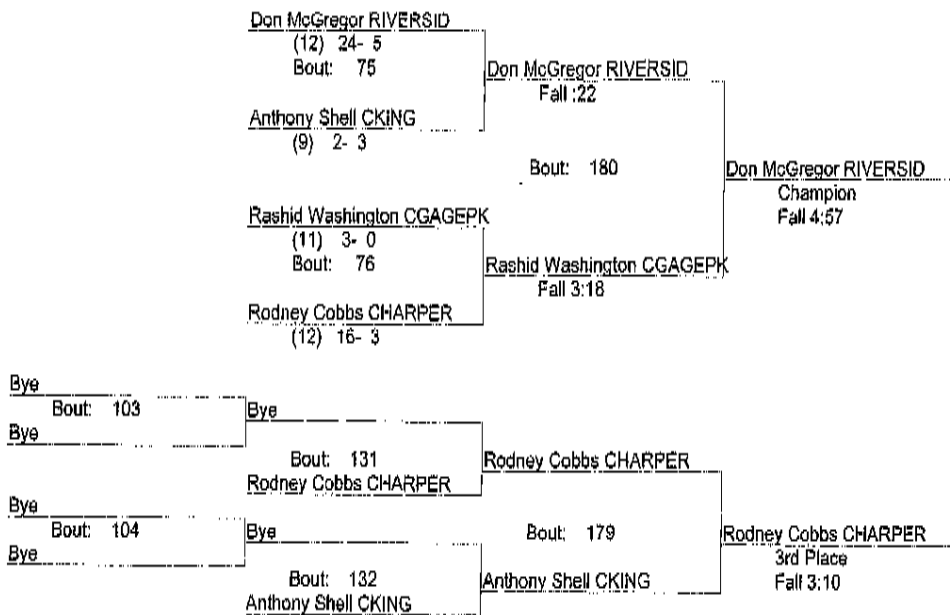 Don McGregor RIVERSID
(12) 24- 5
Bout: 75
Don McGregor RIVERSID
Fall :22
Anthony Shell CKING
(9) 2- 3
Bout: 180
Don McGregor RIVERSID
Champion
Fall 4:57
Rashid Washington CGAGEPK
(11) 3- 0
Bout: 76
Rashid Washington CGAGEPK
Fall 3:18
Rodney Cobbs CHARPER
(12) 16- 3
Bye
Bout: 103
Bye
Bye
Bout: 131
Rodney Cobbs CHARPER
Rodney Cobbs CHARPER
Bye
Bout: 104
Bye
Bye
Bout: 179
Rodney Cobbs CHARPER
3rd Place
Fall 3:10
Bout: 132
Anthony Shell CKING
Anthony Shell CKING